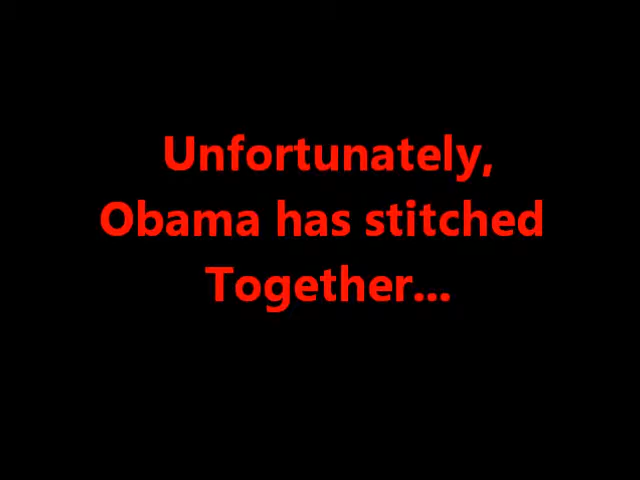 Unfortunately,
Obama has stitched
Together...